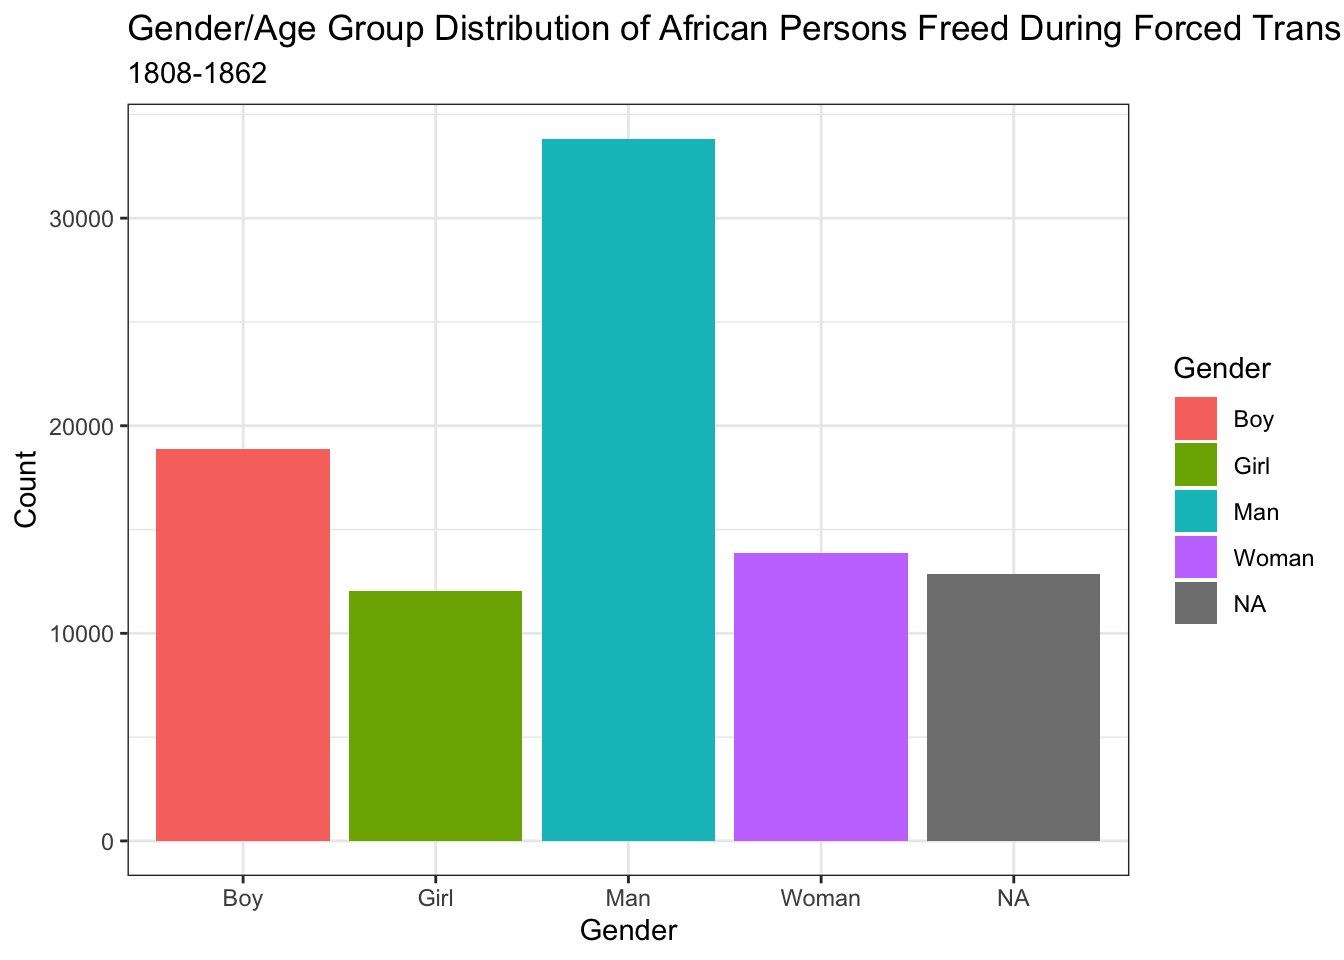 Gender/Age Group Distribution of African Persons Freed During Forced Trans
1808-1862
30000
20000
10000
0
Count
Boy
Girl
Man
Woman
NA
Gender
Gender
Boy
Girl
Man
Woman
NA